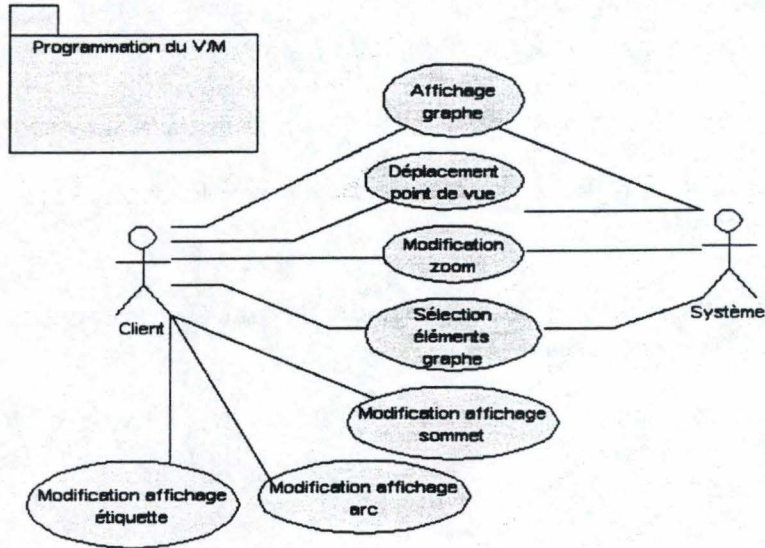 Programmation du V/M
Affichage
graphe
Déplacement
point de vue
Modification
zoom
Client
Système
Sélection
éléments
graphe
Modification affichage
sommet
Modification affichage
étiquette
Modification affichage
arc